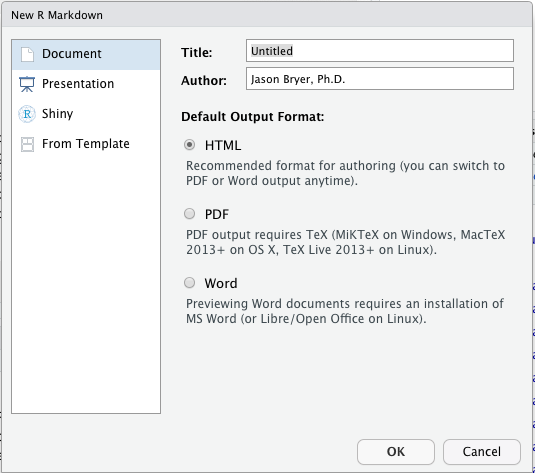 New R Markdown
Document
Presentation
Shiny
From Template
Title:
Untitled
Author:
Jason Bryer, Ph.D.
Default Output Format:
HTML
Recommended format for authoring (you can switch to
PDF or Word output anytime).
PDF
PDF output requires TeX (MiKTeX on Windows, MacTeX
2013+ on OS X, TeX Live 2013+ on Linux).
Word
Previewing Word documents requires an installation of
MS Word (or Libre/Open Office on Linux).
OK
Cancel